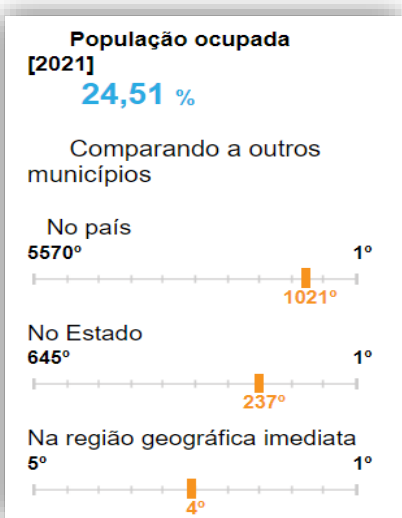 População ocupada
[2021]
24,51 %
Comparando a outros
municípios
No país
5570º 1º
1021º
No Estado
645º 1º
237º
Na região geográfica imediata
5º 1º
4º